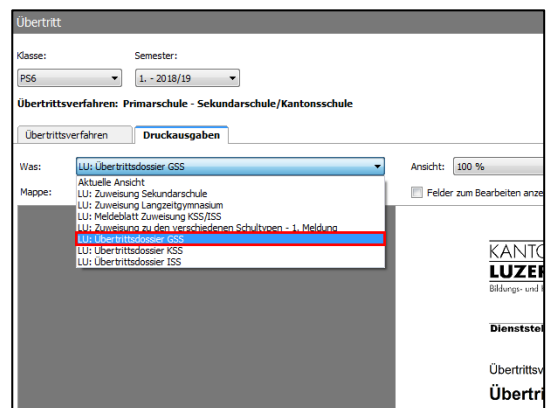 Übertritt
Klasse: Semester:
PS6 1. - 2018/19
Übertrittsverfahren: Primarschule - Sekundarschule/Kantonsschule
Übertrittsverfahren Druckausgaben
Was: LU: Übertrittsdossier GSS Ansicht: 100 %
Mappe: Felder zum Bearbeiten anze
Aktuelle Ansicht
LU: Zuweisung Sekundarschule
LU: Zuweisung Langzeitgymnasium
LU: Meldeblatt Zuweisung KSS/ISS
LU: Zuweisung zu den verschiedenen Schultypen - 1. Meldung
LU: Übertrittsdossier GSS
LU: Übertrittsdossier KSS
LU: Übertrittsdossier ISS
KANTO
LUZER
Bildungs- und
Dienststel
Übertrittsv
Übertri